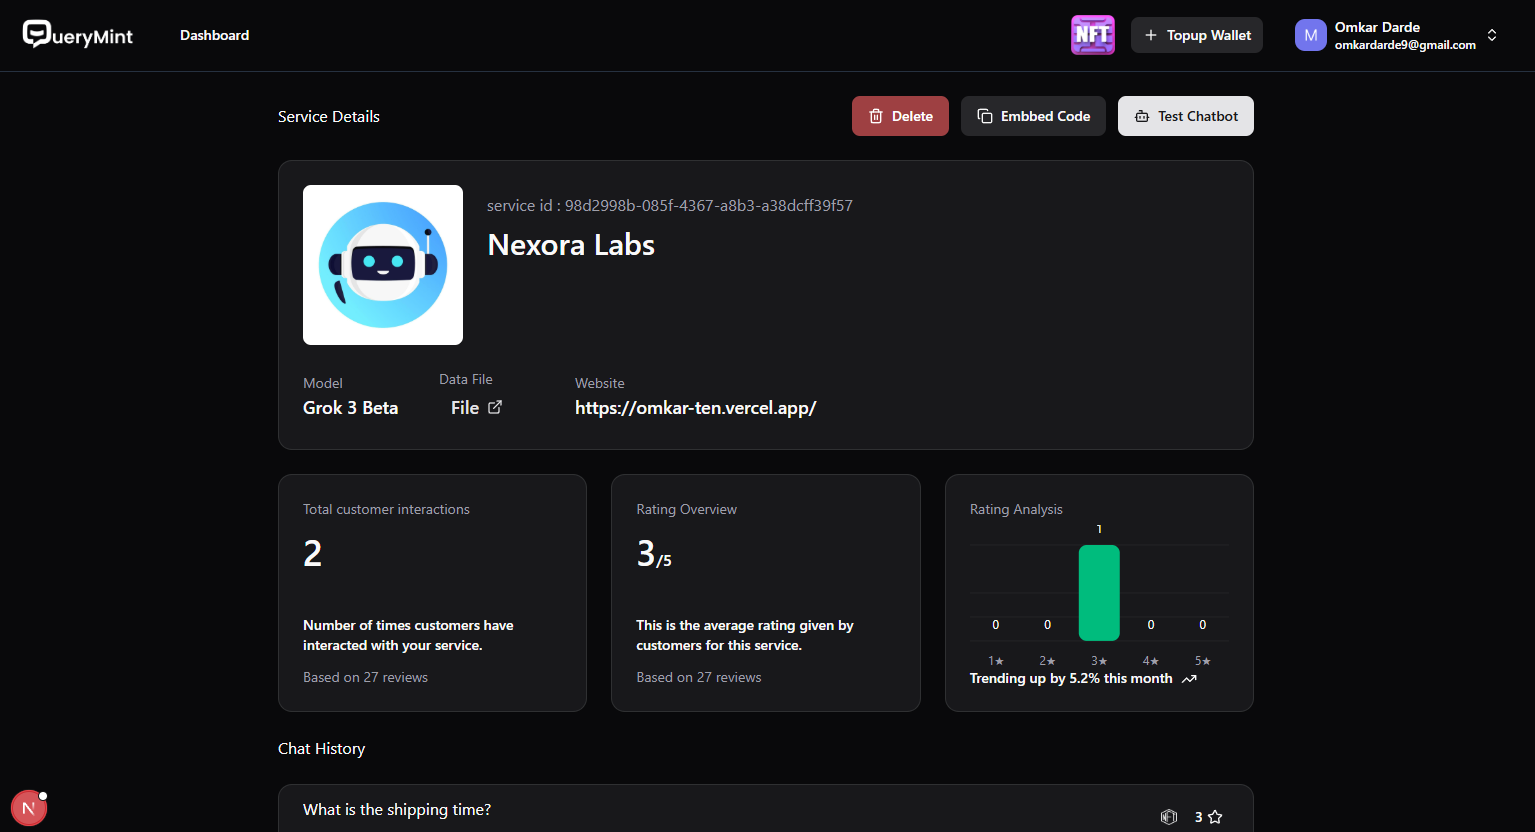 QueryMint
Dashboard
NFT
Topup Wallet
M
Omkar Darde
omkardarde9@gmail.com
Service Details
Delete
Embbed Code
Test Chatbot
service id : 98d2998b-085f-4367-a8b3-a38dcff39f57
Nexora Labs
Model
Grok 3 Beta
Data File
File
Website
https://omkar-ten.vercel.app/
Total customer interactions
2
Number of times customers have
interacted with your service.
Based on 27 reviews
Rating Overview
3/5
This is the average rating given by
customers for this service.
Based on 27 reviews
Rating Analysis
1
0 0 0 0
1★ 2★ 3★ 4★ 5★
Trending up by 5.2% this month
Chat History
What is the shipping time?
3
N